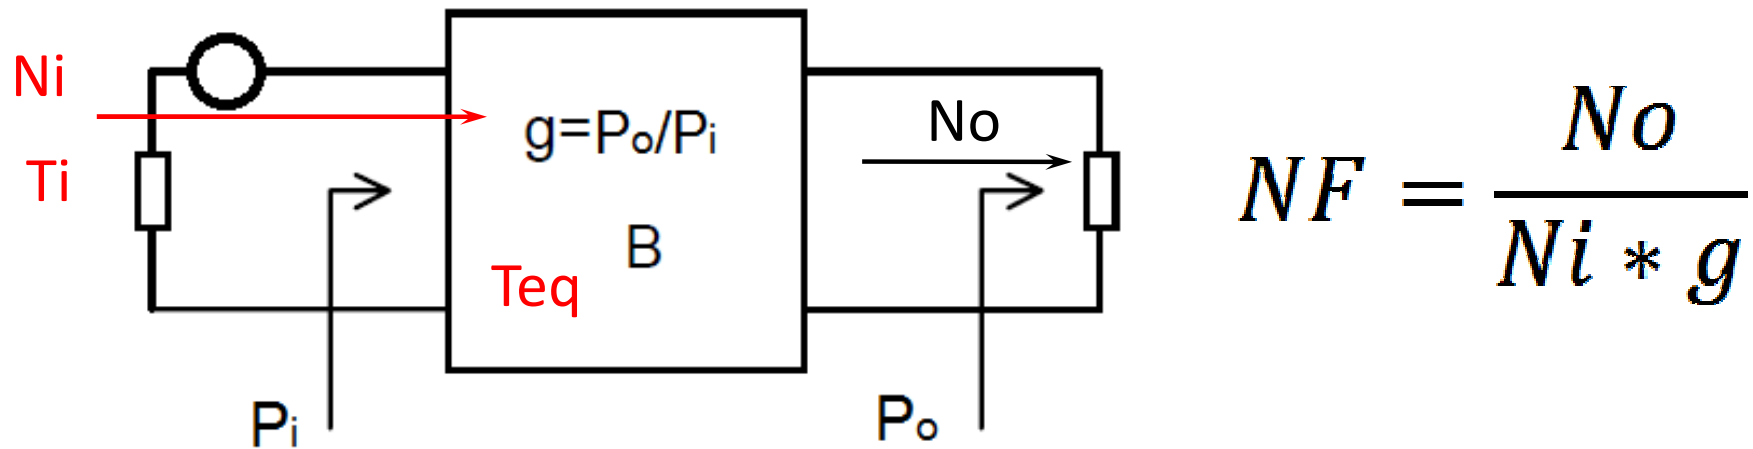 Ni
Ti
g=Po/Pi
B
Teq
No
Pi
Po
NF = No
Ni * g